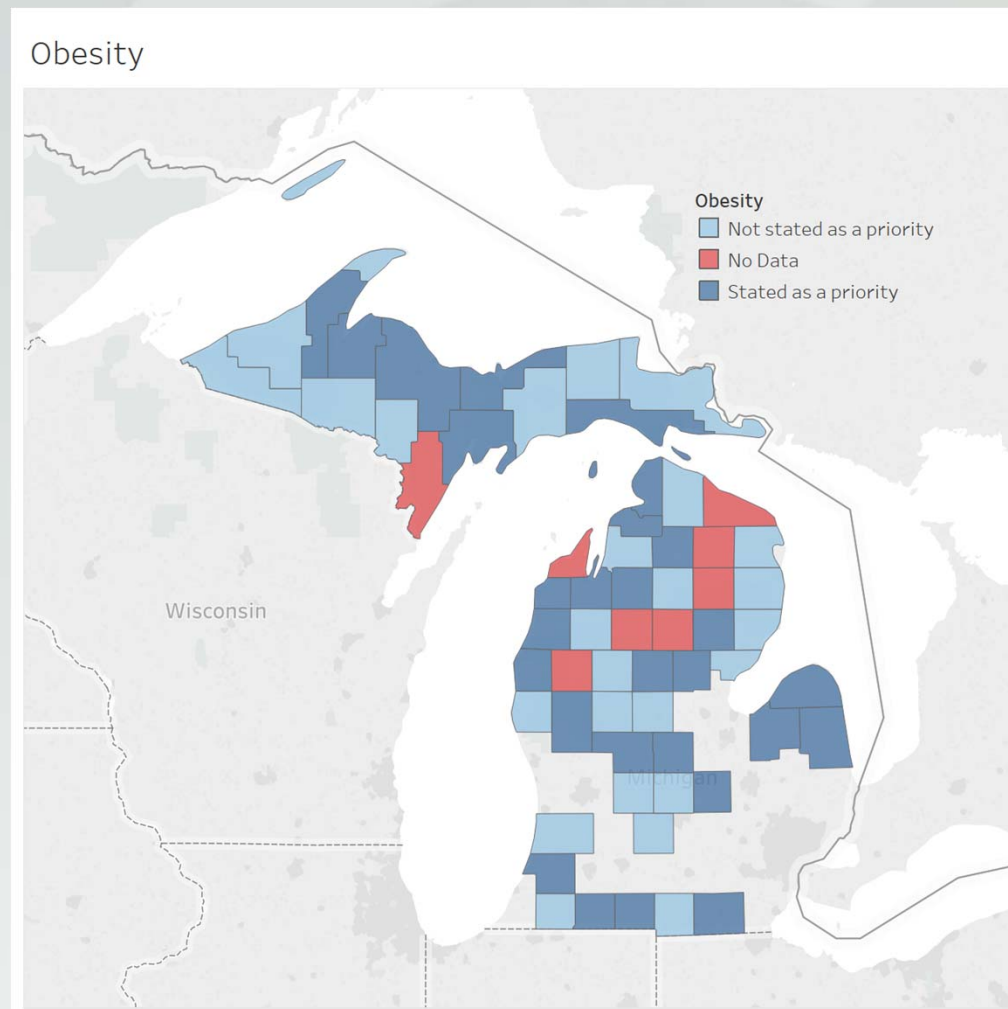 Obesity
Obesity
Not stated as a priority
No Data
Stated as a priority
Wisconsin
Michigan